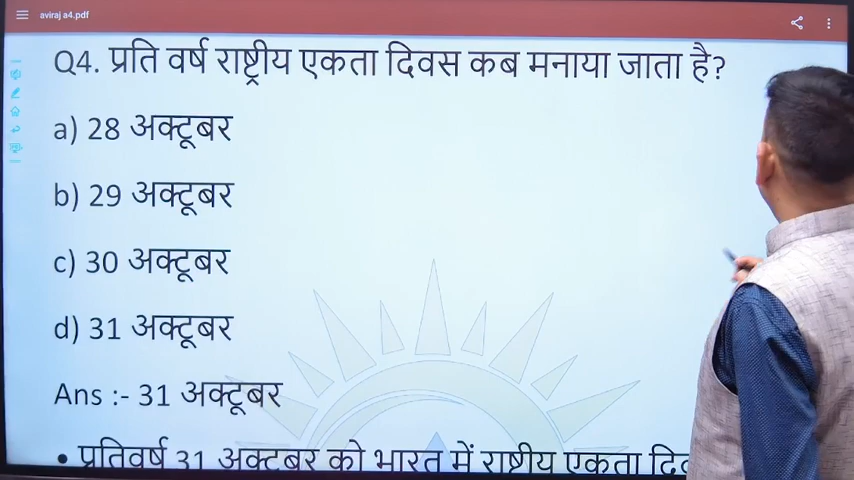 aviraj a4.pdf
Q4. प्रति वर्ष राष्ट्रीय एकता दिवस कब मनाया जाता है?
a) 28 अक्टूबर
b) 29 अक्टूबर
c) 30 अक्टूबर
d) 31 अक्टूबर
Ans :- 31 अक्टूबर
• प्रतिवर्ष 31 अक्टूबर को भारत में राष्ट्रीय एकता